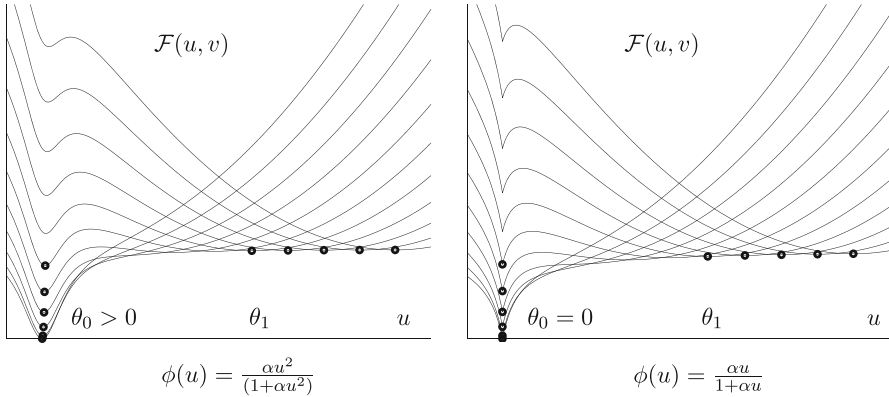 F(u, v) F(u, v)
θ₀ > 0 θ₁ u θ₀ = 0 θ₁ u
ϕ(u) = αu²/(1+αu²) ϕ(u) = αu/1+αu